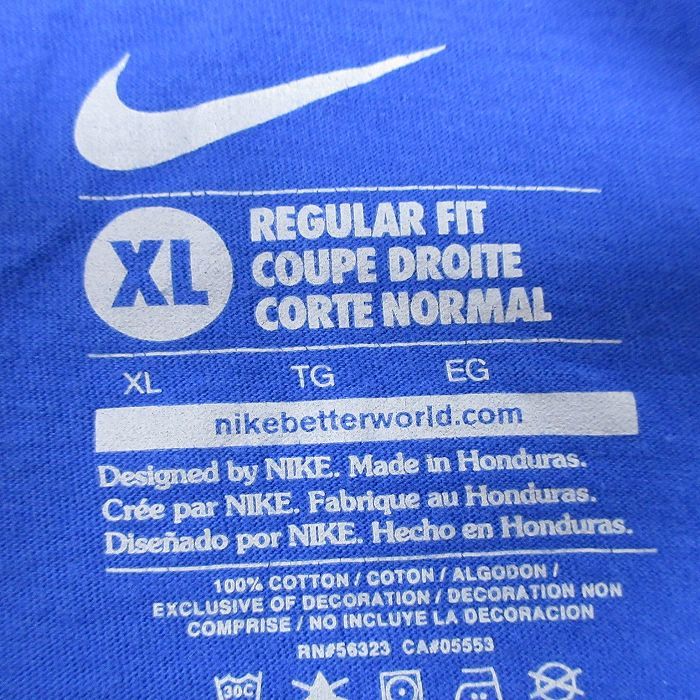 XL
REGULAR FIT
COUPE DROITE
CORTE NORMAL
XL TG EG
nikebetterworld.com
Designed by NIKE. Made in Honduras.
Crée par NIKE. Fabrique au Honduras.
Diseñado por NIKE. Hecho en Honduras.
100% COTTON / COTON / ALGODON /
EXCLUSIVE OF DECORATION / DECORATION NON
COMPRISE / NO INCLUYE LA DECORACION
RN#56323 CA#05553
30C